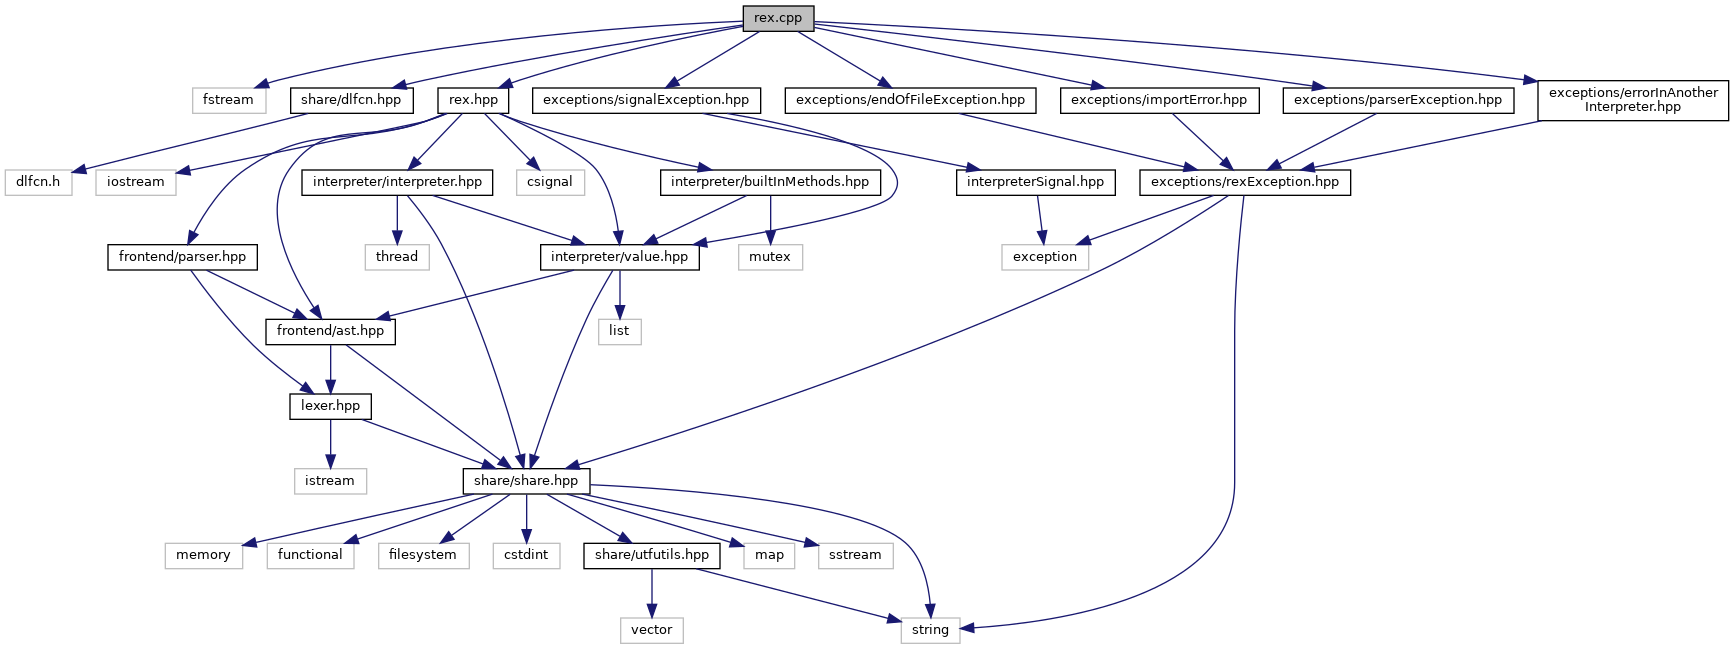 rex.cpp
fstream
share/dlfcn.hpp
rex.hpp
exceptions/signalException.hpp
exceptions/endOfFileException.hpp
exceptions/importError.hpp
exceptions/parserException.hpp
exceptions/errorInAnother
Interpreter.hpp
dlfcn.h
iostream
interpreter/interpreter.hpp
csignal
interpreter/builtInMethods.hpp
interpreterSignal.hpp
exceptions/rexException.hpp
frontend/parser.hpp
thread
interpreter/value.hpp
mutex
exception
frontend/ast.hpp
list
lexer.hpp
istream
share/share.hpp
memory
functional
filesystem
cstdint
share/utfutils.hpp
map
sstream
vector
string